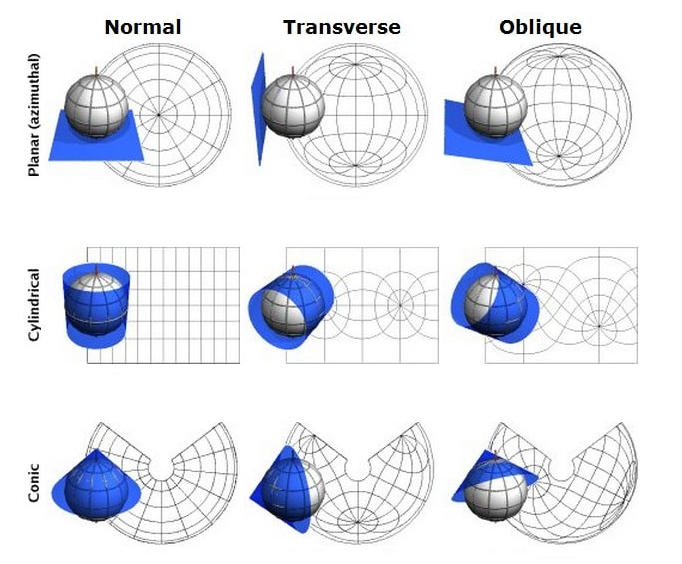 Normal
Transverse
Oblique
Planar (azimuthal)
Cylindrical
Conic